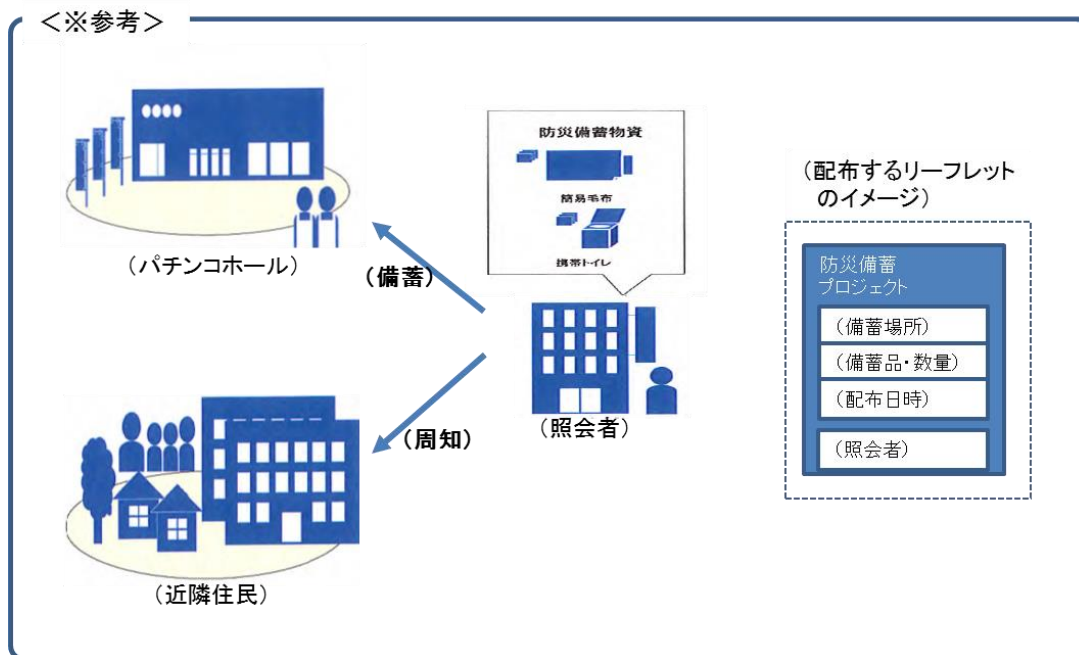 ＜※参考＞
（パチンコホール）
（備蓄）
防災備蓄物資
簡易毛布
携帯トイレ
（照会者）
（周知）
（近隣住民）
（配布するリーフレット
のイメージ）
防災備蓄
プロジェクト
（備蓄場所）
（備蓄品・数量）
（配布日時）
（照会者）